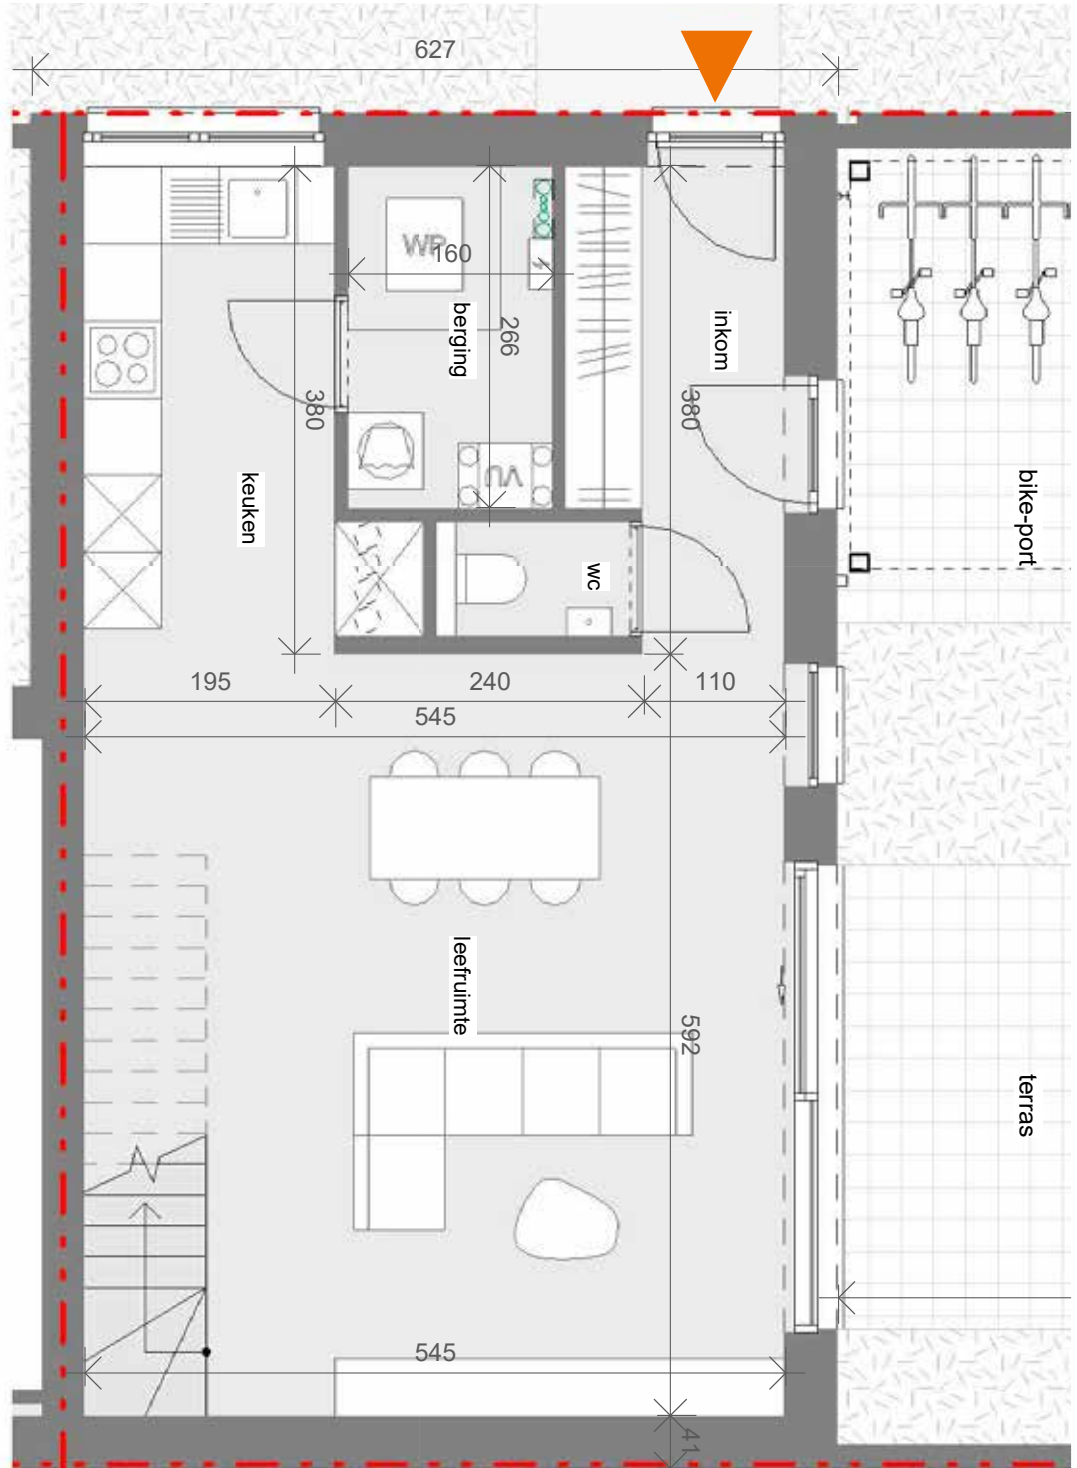 627
WP
160
berging
266
inkom
380
380
keuken
VU
wc
bike-port
195
240
110
545
leefruimte
592
terras
545
41